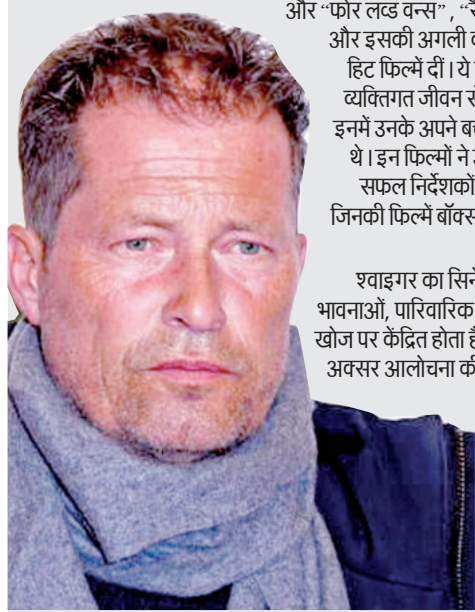 और “फोर लव्ड वन्स”, “रै
और इसकी अगली
हिट फिल्में दीं। ये
व्यक्तिगत जीवन से
इनमें उनके अपने
थे। इन फिल्मों ने
सफल निर्देशकों
जिनकी फिल्में बॉक्स
श्वाइगर का सिने
भावनाओं, पारिवारिक
खोज पर केंद्रित होता है
अक्सर आलोचना की